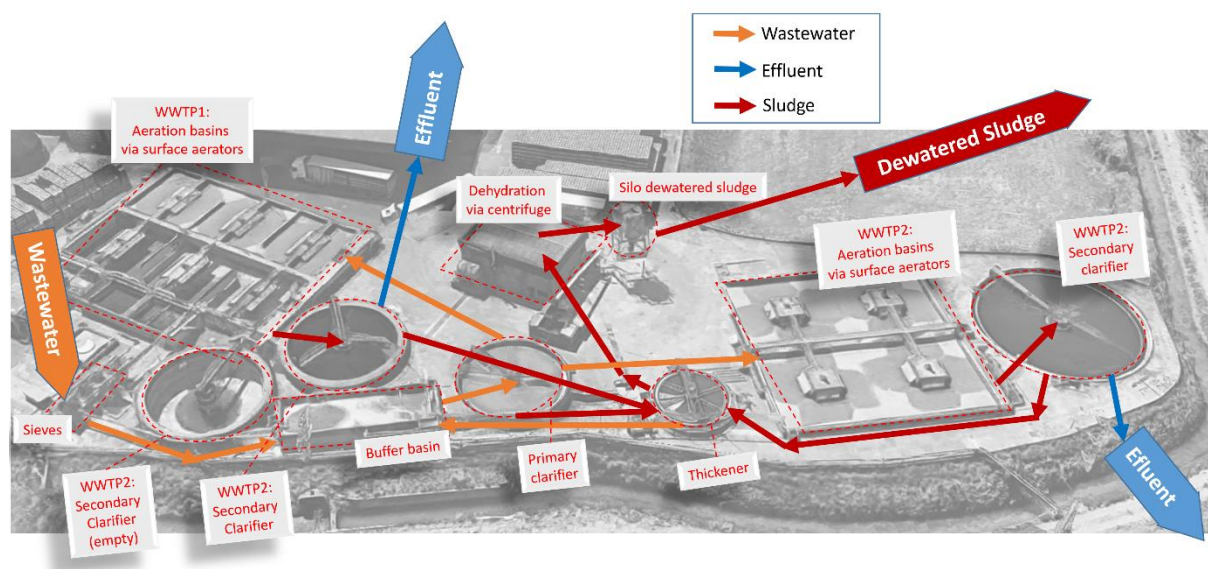 Wastewater
Effluent
Sludge
WWTP1:
Aeration basins
via surface aerators
Effluent
Dewatered Sludge
Dehydration
via centrifuge
Silo dewatered sludge
WWTP2:
Aeration basins
via surface aerators
WWTP2:
Secondary
clarifier
Wastewater
Sieves
Buffer basin
Primary
clarifier
Thickener
WWTP2:
Secondary
Clarifier
(empty)
WWTP2:
Secondary
Clarifier
Efluent